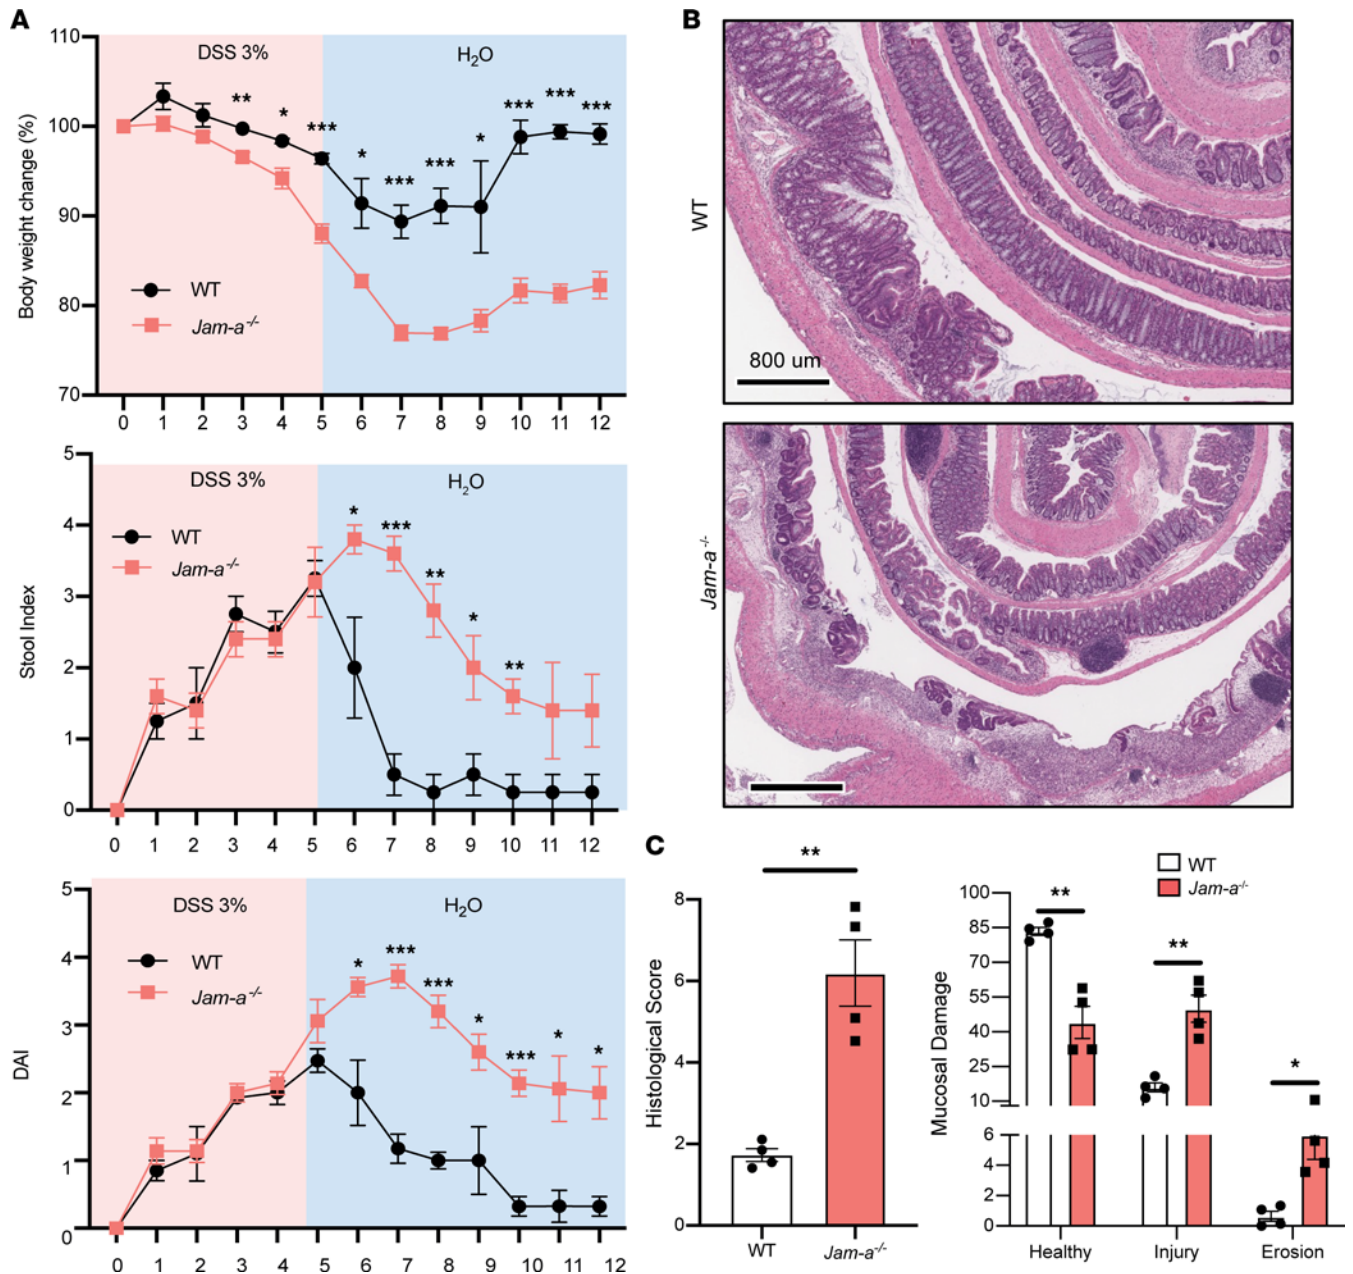 A
110
100
90
80
70
Body weight change (%)
DSS 3%
H₂O
**
*
***
*
***
***
*
***
***
***
WT
Jam-a⁻/⁻
0 1 2 3 4 5 6 7 8 9 10 11 12
5
4
3
2
1
0
Stool Index
DSS 3%
H₂O
WT
Jam-a⁻/⁻
*
***
**
*
**
0 1 2 3 4 5 6 7 8 9 10 11 12
5
4
3
2
1
0
DAI
DSS 3%
H₂O
WT
Jam-a⁻/⁻
*
***
***
*
***
*
*
0 1 2 3 4 5 6 7 8 9 10 11 12
B
WT
800 um
Jam-a⁻/⁻
C
**
8
6
4
2
0
Histological Score
WT
Jam-a⁻/⁻
WT
Jam-a⁻/⁻
100
85
70
55
40
25
10
6
4
2
0
Mucosal Damage
**
**
*
Healthy Injury Erosion